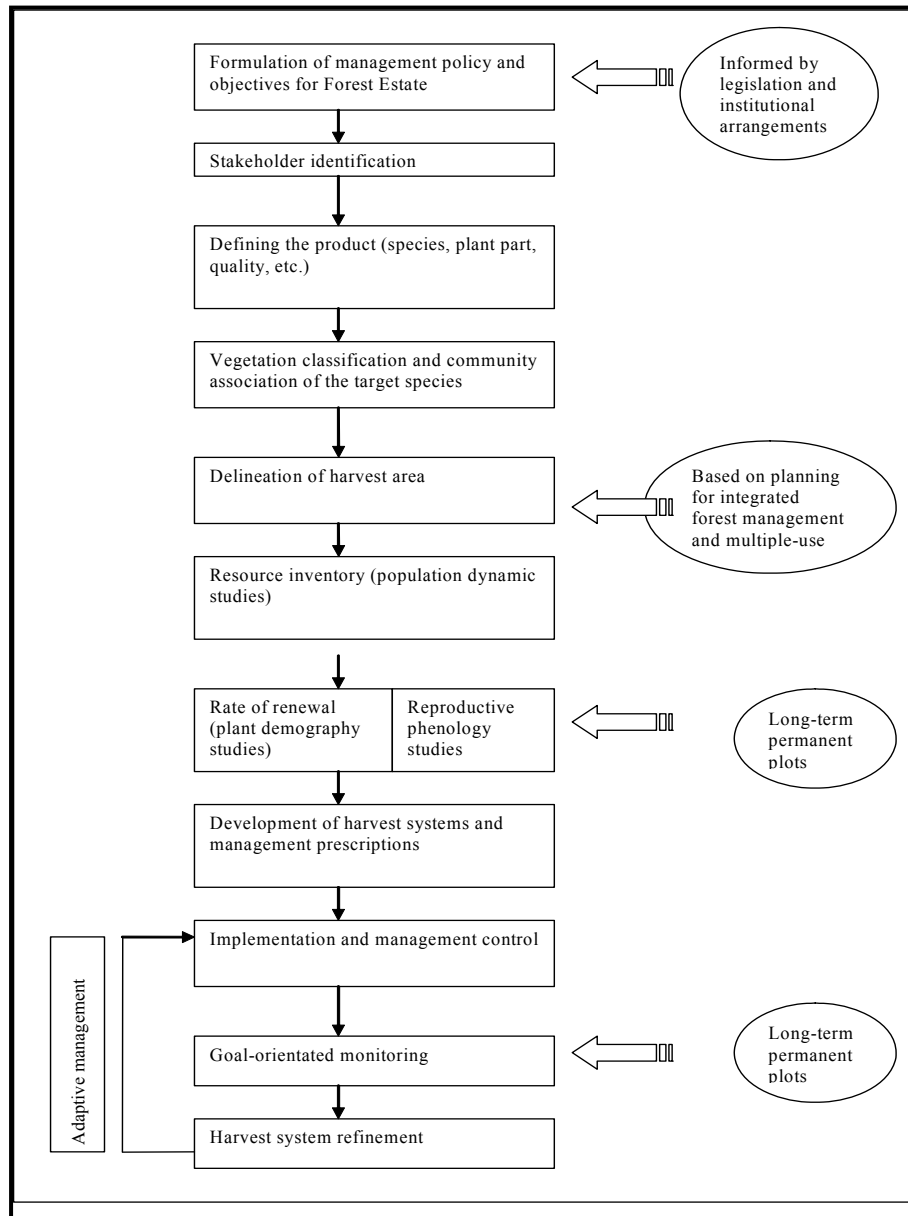 Formulation of management policy and
objectives for Forest Estate
Informed by
legislation and
institutional
arrangements
Stakeholder identification
Defining the product (species, plant part,
quality, etc.)
Vegetation classification and community
association of the target species
Delineation of harvest area
Based on planning
for integrated
forest management
and multiple-use
Resource inventory (population dynamic
studies)
Rate of renewal
(plant demography
studies)
Reproductive
phenology
studies
Long-term
permanent
plots
Development of harvest systems and
management prescriptions
Implementation and management control
Adaptive management
Goal-orientated monitoring
Long-term
permanent
plots
Harvest system refinement